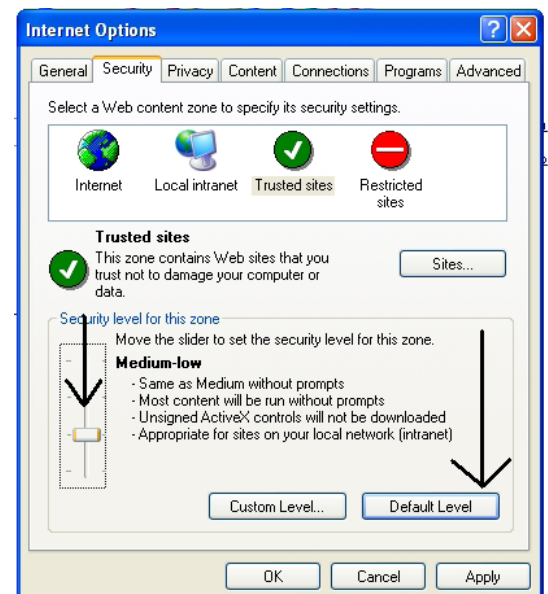 Internet Options
General Security Privacy Content Connections Programs Advanced
Select a Web content zone to specify its security settings.
Internet Local intranet Trusted sites Restricted
sites
Trusted sites
This zone contains Web sites that you
trust not to damage your computer or
data.
Sites...
Security level for this zone
Move the slider to set the security level for this zone.
Medium-low
- Same as Medium without prompts
- Most content will be run without prompts
- Unsigned ActiveX controls will not be downloaded
- Appropriate for sites on your local network (intranet)
Custom Level... Default Level
OK Cancel Apply